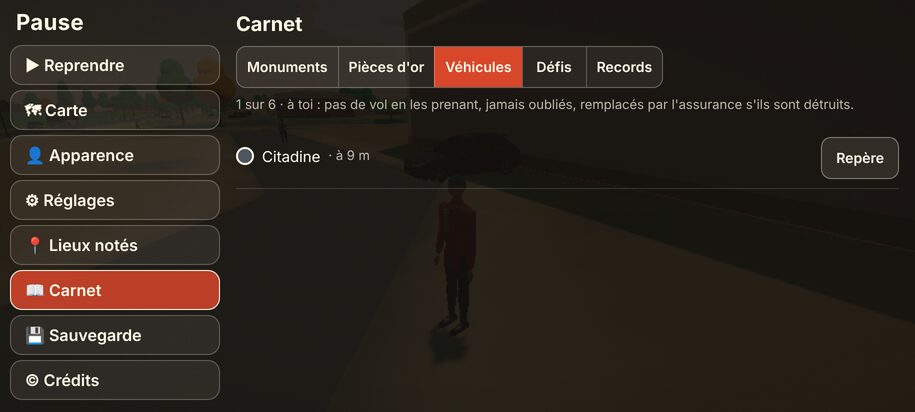 Pause
Reprendre
Carte
Apparence
Réglages
Lieux notés
Carnet
Sauvegarde
© Crédits
Carnet
Monuments Pièces d'or Véhicules Défis Records
1 sur 6 · à toi : pas de vol en les prenant, jamais oubliés, remplacés par l'assurance s'ils sont détruits.
Citadine · à 9 m
Repère